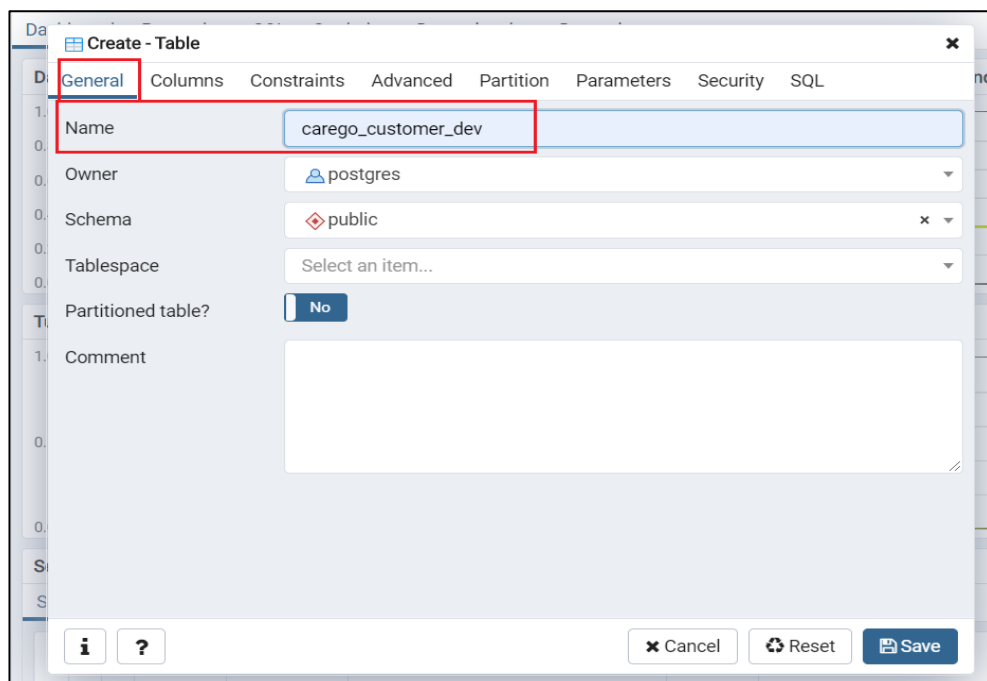 Create - Table
General Columns Constraints Advanced Partition Parameters Security SQL
Name carego_customer_dev
Owner postgres
Schema public
Tablespace Select an item...
Partitioned table? No
Comment
i ? Cancel Reset Save